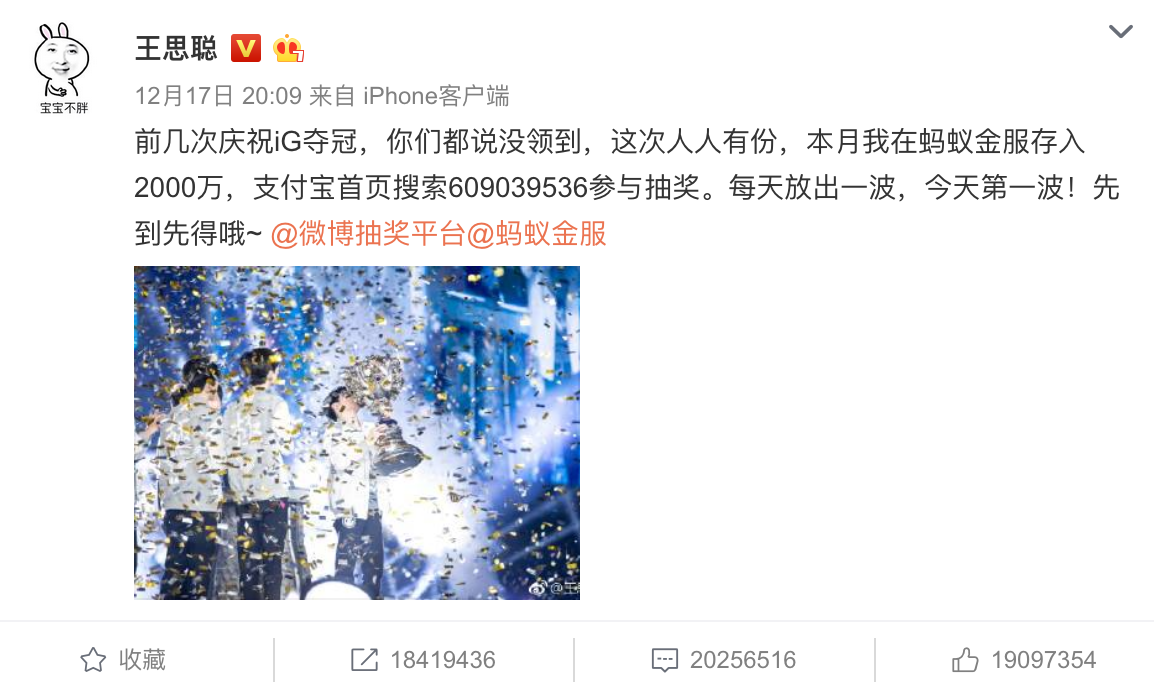 王思聪 V
宝宝不胖
12月17日 20:09 来自 iPhone客户端
前几次庆祝iG夺冠，你们都说没领到，这次人人有份，本月我在蚂蚁金服存入
2000万，支付宝首页搜索609039536参与抽奖。每天放出一波，今天第一波！先
到先得哦~ @微博抽奖平台@蚂蚁金服
@王
收藏
18419436
20256516
19097354